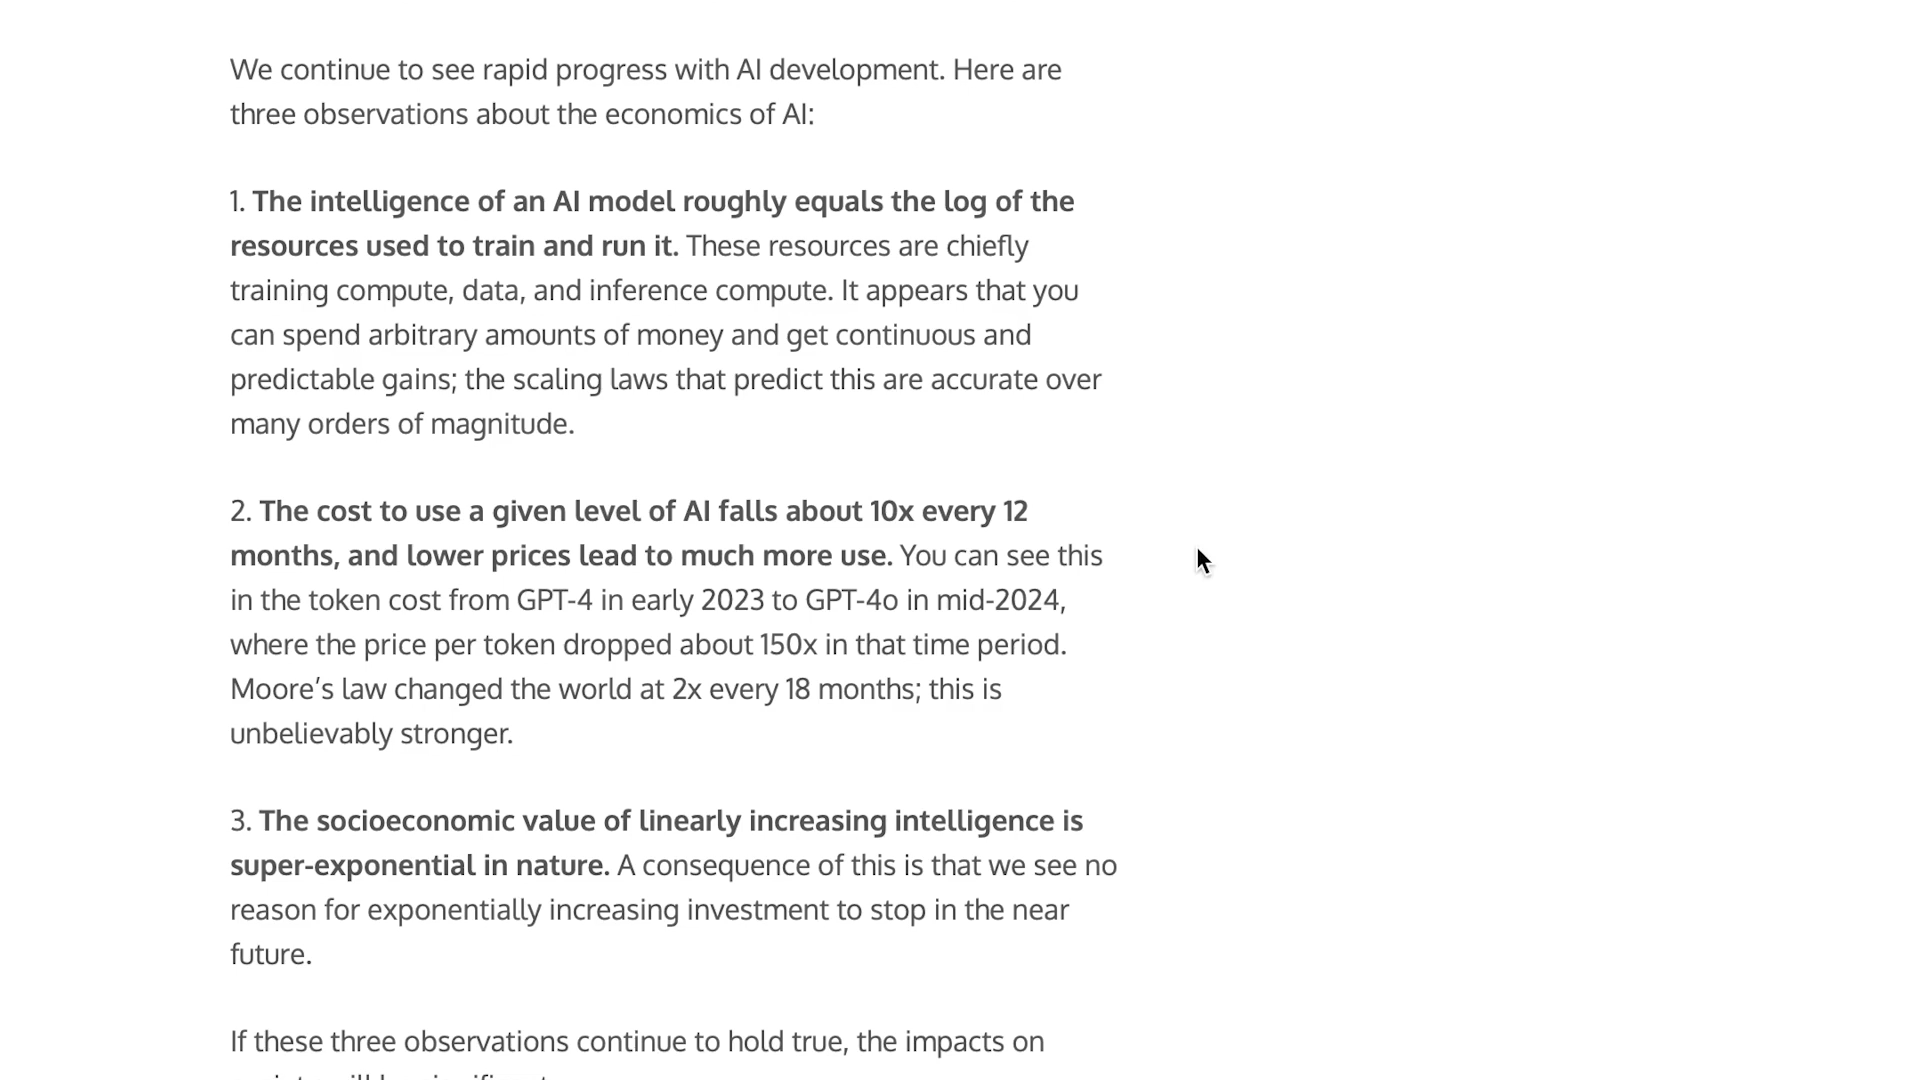 We continue to see rapid progress with AI development. Here are
three observations about the economics of AI:
1. The intelligence of an AI model roughly equals the log of the
resources used to train and run it. These resources are chiefly
training compute, data, and inference compute. It appears that you
can spend arbitrary amounts of money and get continuous and
predictable gains; the scaling laws that predict this are accurate over
many orders of magnitude.
2. The cost to use a given level of AI falls about 10x every 12
months, and lower prices lead to much more use. You can see this
in the token cost from GPT-4 in early 2023 to GPT-4o in mid-2024,
where the price per token dropped about 150x in that time period.
Moore’s law changed the world at 2x every 18 months; this is
unbelievably stronger.
3. The socioeconomic value of linearly increasing intelligence is
super-exponential in nature. A consequence of this is that we see no
reason for exponentially increasing investment to stop in the near
future.
If these three observations continue to hold true, the impacts on